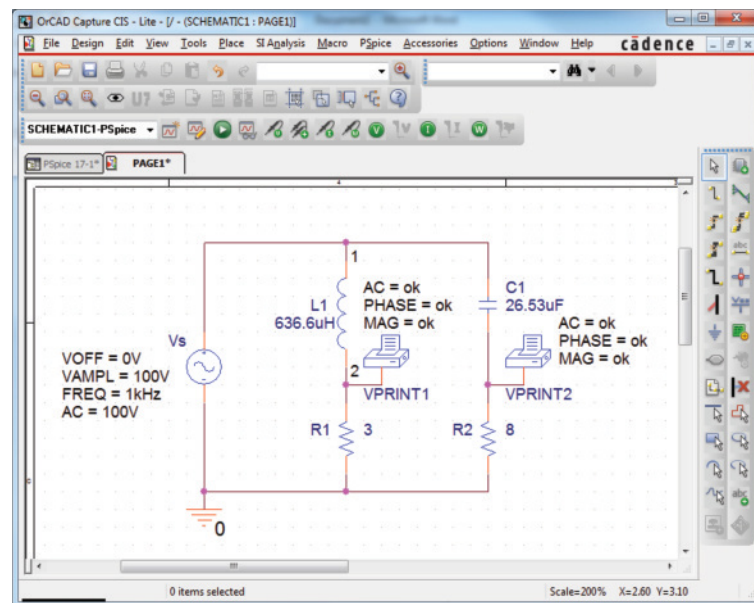 OrCAD Capture CIS - Lite - [/ - (SCHEMATIC1 : PAGE1)]
File Design Edit View Tools Place SI Analysis Macro PSpice Accessories Options Window Help cādence
U?
V V I I W
SCHEMATIC1-PSpice
PSpice 17-1* PAGE1*
abc
1
AC = ok
PHASE = ok
MAG = ok
C1
26.53uF
L1
636.6uH
AC = ok
PHASE = ok
MAG = ok
Vs
VOFF = 0V
VAMPL = 100V
FREQ = 1kHz
AC = 100V
2
VPRINT1
VPRINT2
R1
3
R2
8
0
abc
0 items selected
Scale=200% X=2.60 Y=3.10